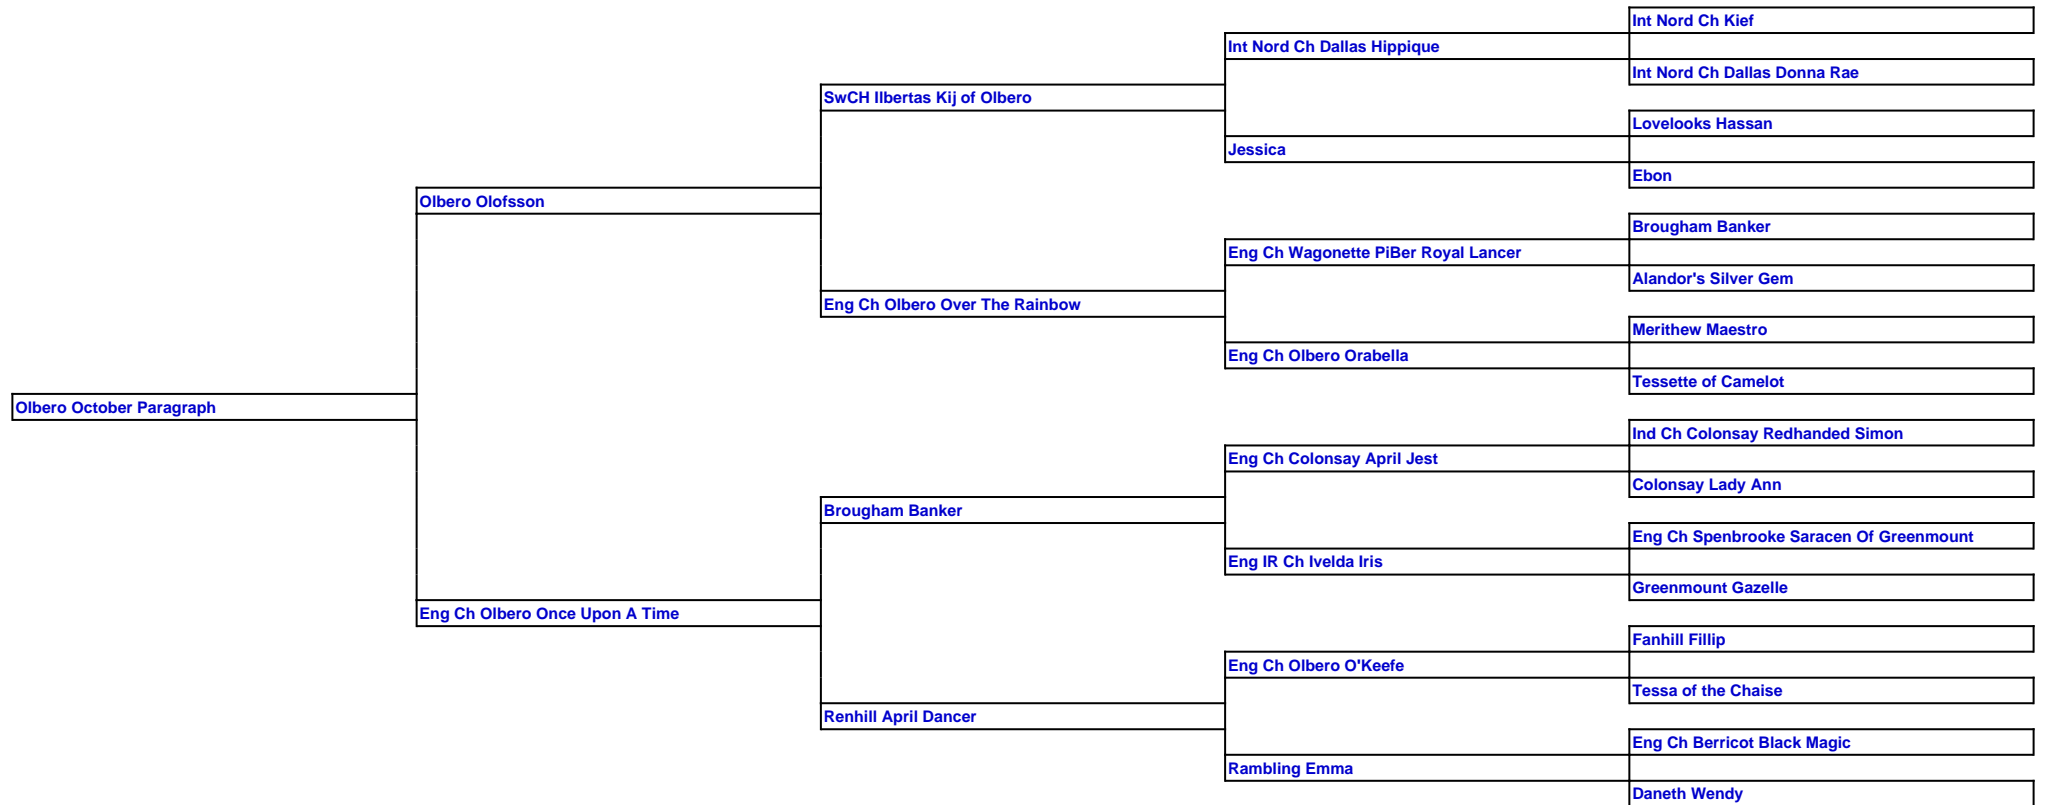 Int Nord Ch Kief
Int Nord Ch Dallas Hippique
Int Nord Ch Dallas Donna Rae
SwCH Ilbertas Kij of Olbero
Lovelooks Hassan
Jessica
Ebon
Olbero Olofsson
Brougham Banker
Eng Ch Wagonette PiBer Royal Lancer
Alandor's Silver Gem
Eng Ch Olbero Over The Rainbow
Merithew Maestro
Eng Ch Olbero Orabella
Tessette of Camelot
Olbero October Paragraph
Ind Ch Colonsay Redhanded Simon
Eng Ch Colonsay April Jest
Colonsay Lady Ann
Brougham Banker
Eng Ch Spenbrooke Saracen Of Greenmount
Eng IR Ch Ivelda Iris
Greenmount Gazelle
Eng Ch Olbero Once Upon A Time
Fanhill Fillip
Eng Ch Olbero O'Keefe
Tessa of the Chaise
Renhill April Dancer
Eng Ch Berricot Black Magic
Rambling Emma
Daneth Wendy